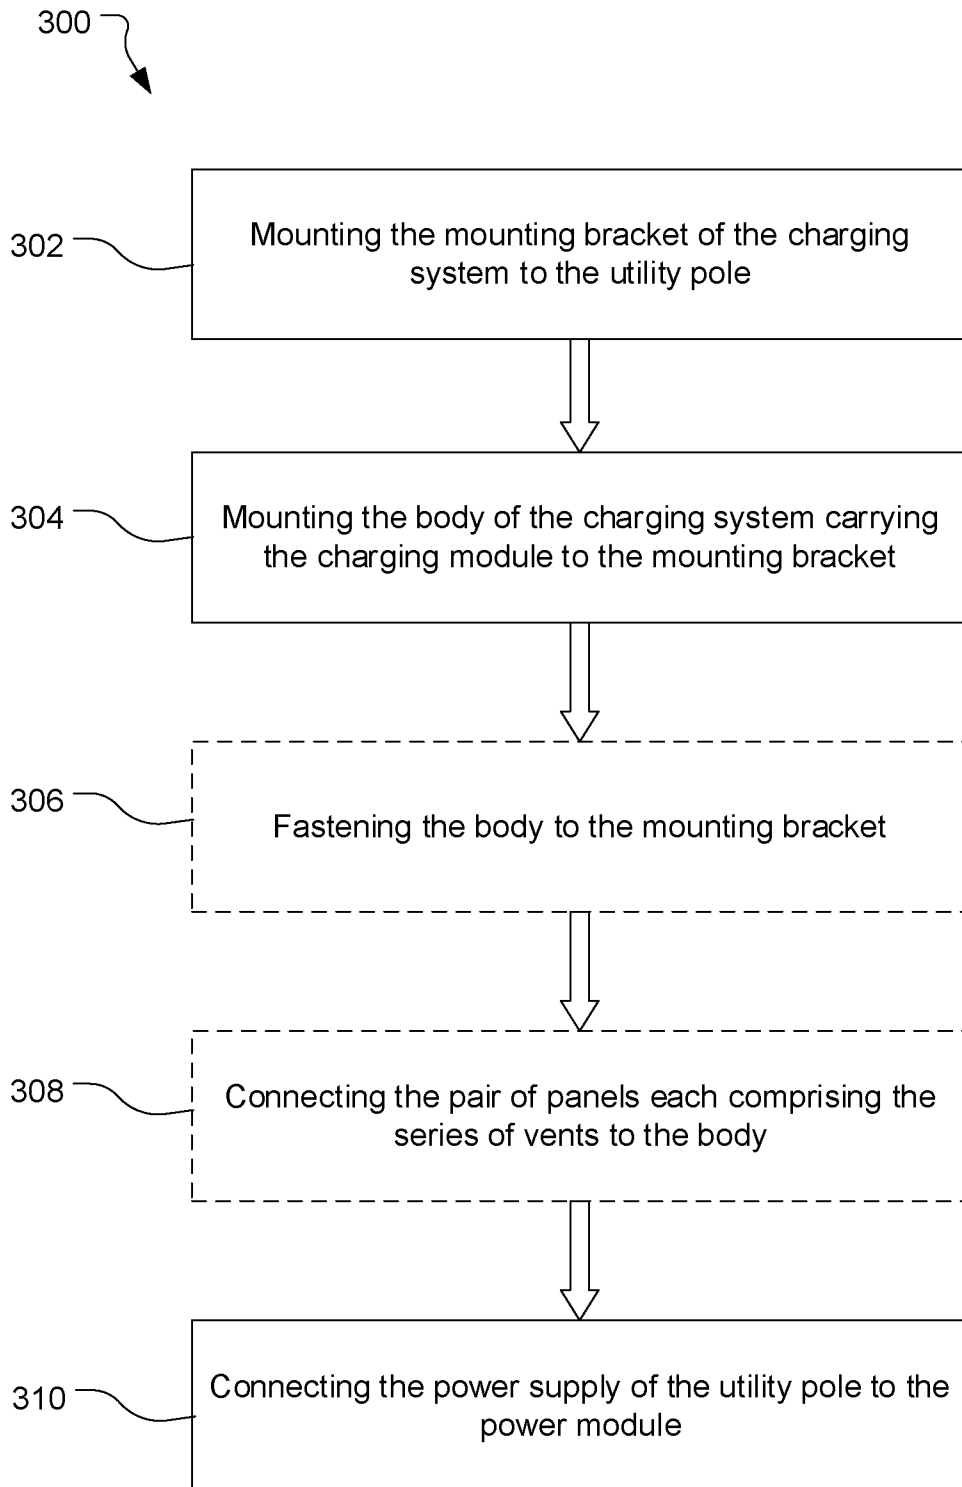 300
302
Mounting the mounting bracket of the charging
system to the utility pole
304
Mounting the body of the charging system carrying
the charging module to the mounting bracket
306
Fastening the body to the mounting bracket
308
Connecting the pair of panels each comprising the
series of vents to the body
310
Connecting the power supply of the utility pole to the
power module